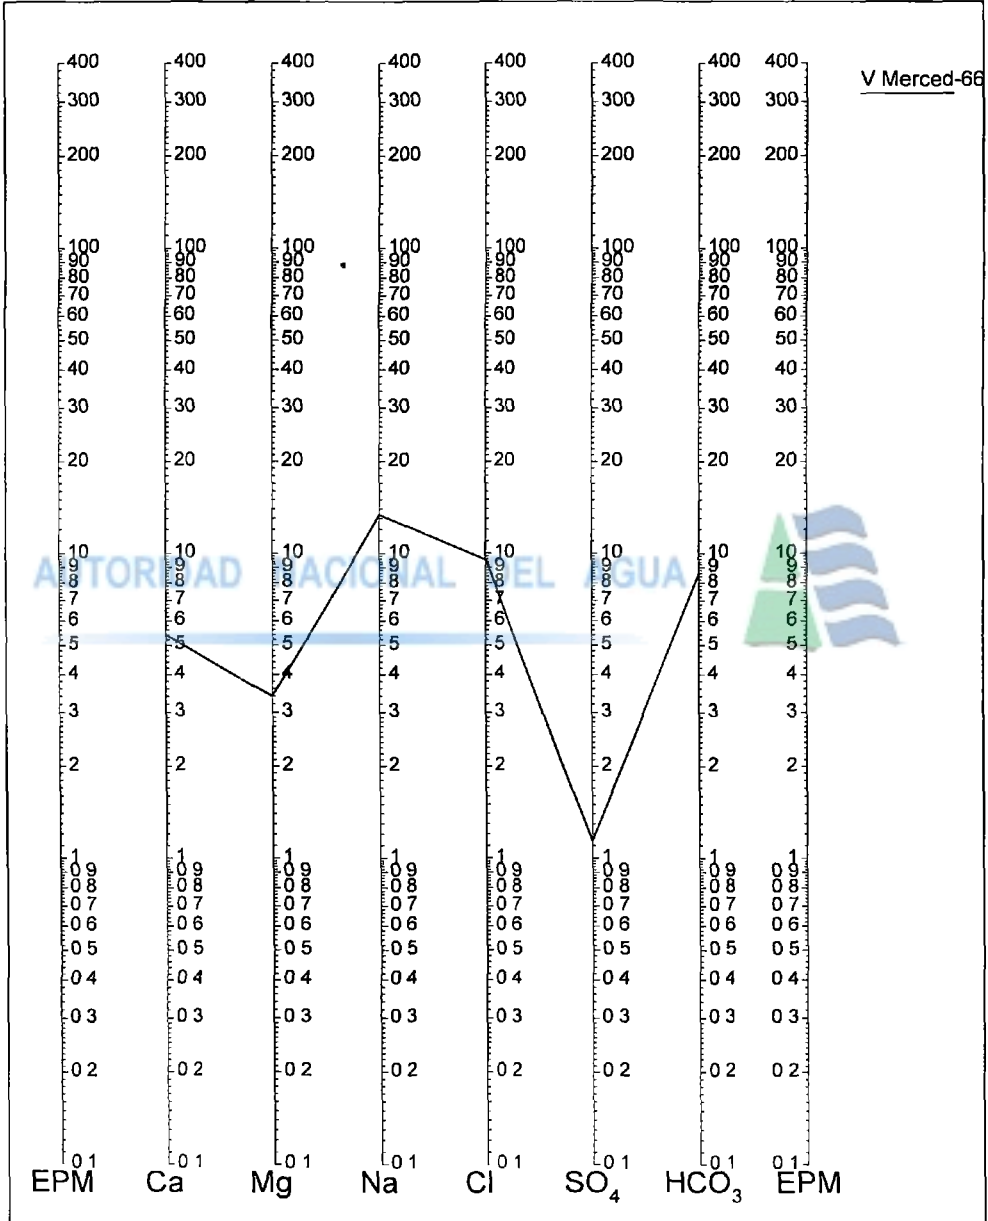 V Merced-66
400 400 400 400 400 400 400 400
300 300 300 300 300 300 300 300
200 200 200 200 200 200 200 200
100 100 100 100 100 100 100 100
90 90 90 90 90 90 90 90
80 80 80 80 80 80 80 80
70 70 70 70 70 70 70 70
60 60 60 60 60 60 60 60
50 50 50 50 50 50 50 50
40 40 40 40 40 40 40 40
30 30 30 30 30 30 30 30
20 20 20 20 20 20 20 20
10 10 10 10 10 10 10 10
9 9 9 9 9 9 9 9
AUTORIDAD NACIONAL DEL AGUA
8 8 8 8 8 8 8 8
7 7 7 7 7 7 7 7
6 6 6 6 6 6 6 6
5 5 5 5 5 5 5 5
4 4 4 4 4 4 4 4
3 3 3 3 3 3 3 3
2 2 2 2 2 2 2 2
1 1 1 1 1 1 1 1
0 9 0 9 0 9 0 9 0 9 0 9 0 9 0 9
0 8 0 8 0 8 0 8 0 8 0 8 0 8 0 8
0 7 0 7 0 7 0 7 0 7 0 7 0 7 0 7
0 6 0 6 0 6 0 6 0 6 0 6 0 6 0 6
0 5 0 5 0 5 0 5 0 5 0 5 0 5 0 5
0 4 0 4 0 4 0 4 0 4 0 4 0 4 0 4
0 3 0 3 0 3 0 3 0 3 0 3 0 3 0 3
0 2 0 2 0 2 0 2 0 2 0 2 0 2 0 2
0 1 0 1 0 1 0 1 0 1 0 1 0 1 0 1
EPM Ca Mg Na Cl SO₄ HCO₃ EPM